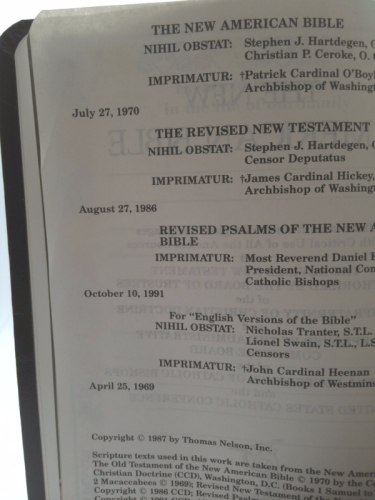 THE NEW AMERICAN BIBLE
NIHIL OBSTAT: Stephen J. Hartdegen,
Christian P. Ceroke, O.
IMPRIMATUR: †Patrick Cardinal O'Boy
Archbishop of Washing
July 27, 1970
THE REVISED NEW TESTAMENT
NIHIL OBSTAT: Stephen J. Hartdegen,
Censor Deputatus
IMPRIMATUR: †James Cardinal Hickey,
Archbishop of Washing
August 27, 1986
REVISED PSALMS OF THE NEW A
BIBLE
IMPRIMATUR: Most Reverend Daniel
President, National Con
Catholic Bishops
October 10, 1991
For "English Versions of the Bible"
NIHIL OBSTAT: Nicholas Tranter, S.T.L.
Lionel Swain, S.T.L., L.S
Censors
IMPRIMATUR: †John Cardinal Heenan
Archbishop of Westmin
April 25, 1969
Copyright © 1987 by Thomas Nelson, Inc.
Scripture texts used in this work are taken from the New Americ
The Old Testament of the New American Bible © 1970 by the Co
Christian Doctrine (CCD), Washington, D.C. (Books 1 Samuel to
2 Maccabees © 1969); Revised New Testament
Copyright © 1986 CCD; Revised